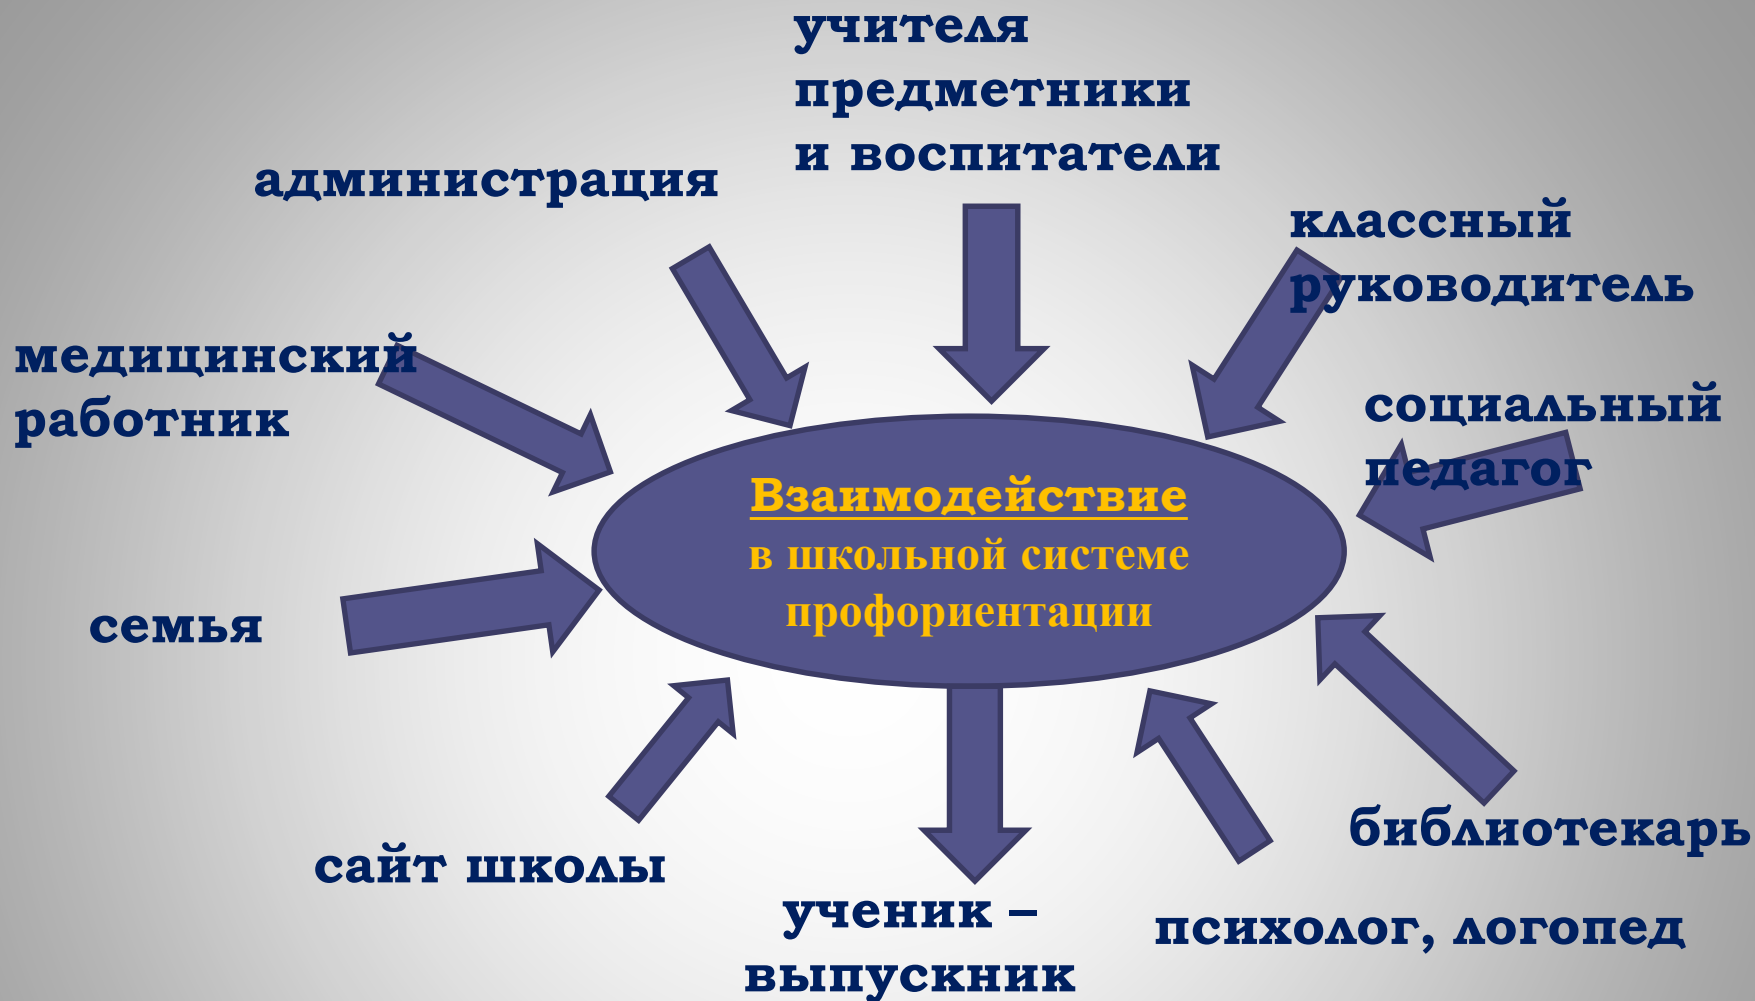 учителя
предметники
и воспитатели
администрация
классный
руководитель
медицинский
работник
социальный
педагог
Взаимодействие
в школьной системе
профориентации
семья
сайт школы
библиотекарь
ученик –
выпускник
психолог, логопед